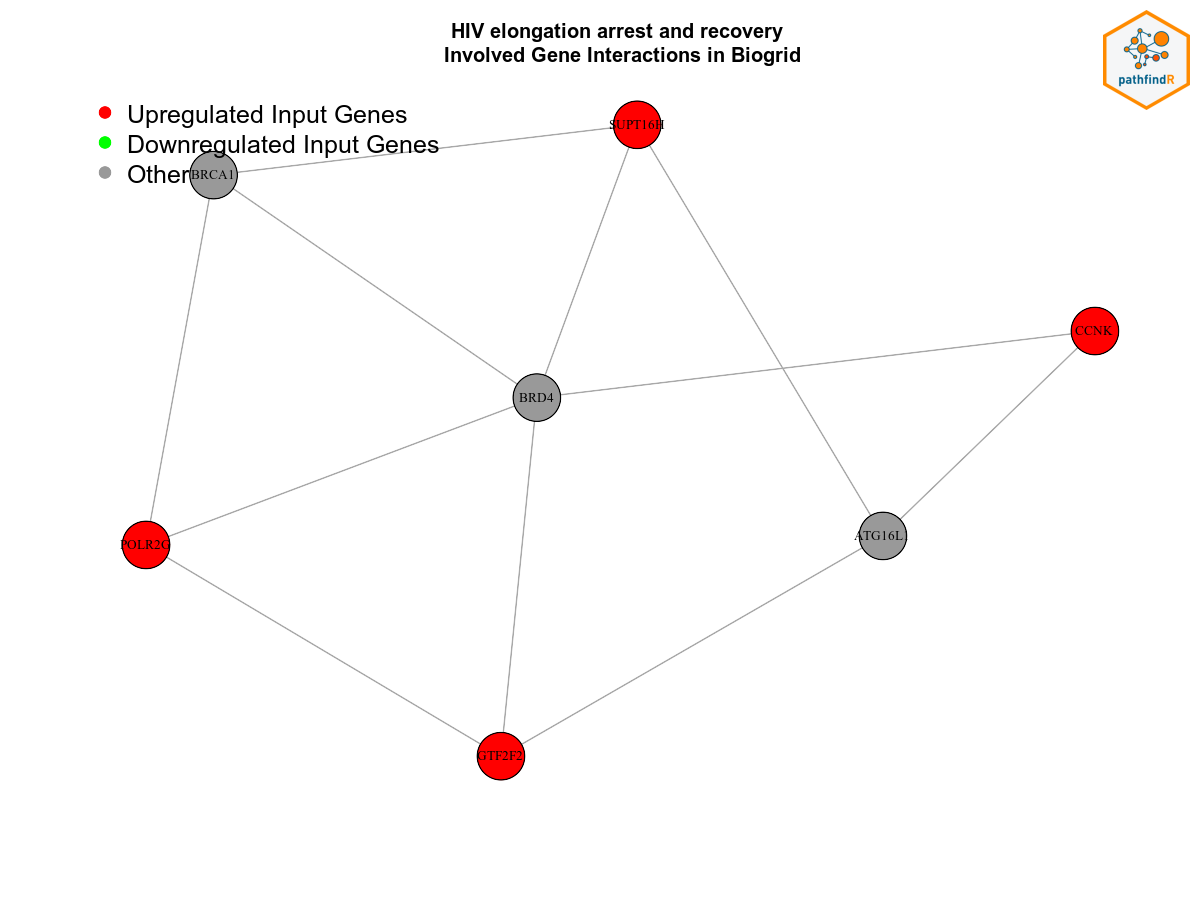 HIV elongation arrest and recovery
Involved Gene Interactions in Biogrid
pathfindR
Upregulated Input Genes
Downregulated Input Genes
Other
SUPT16H
BRCA1
CCNK
BRD4
POLR2G
ATG16L1
GTF2F2